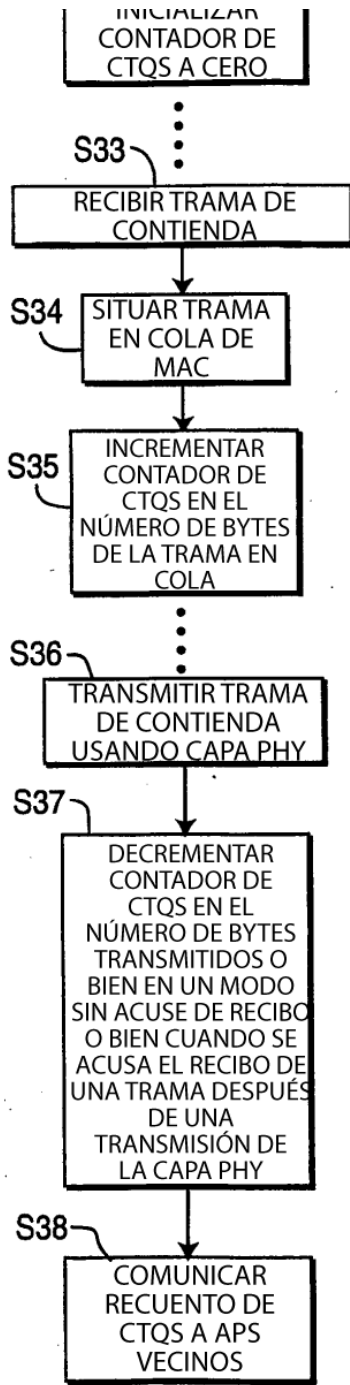 INICIALIZAR
CONTADOR DE
CTQS A CERO
S33
RECIBIR TRAMA DE
CONTIENDA
S34
SITUAR TRAMA
EN COLA DE
MAC
S35
INCREMENTAR
CONTADOR DE
CTQS EN EL
NÚMERO DE BYTES
DE LA TRAMA EN
COLA
S36
TRANSMITIR TRAMA
DE CONTIENDA
USANDO CAPA PHY
S37
DECREMENTAR
CONTADOR DE
CTQS EN EL
NÚMERO DE BYTES
TRANSMITIDOS O
BIEN EN UN MODO
SIN ACUSE DE RECIBO
O BIEN CUANDO SE
ACUSA EL RECIBO DE
UNA TRAMA DESPUÉS
DE UNA
TRANSMISIÓN DE
LA CAPA PHY
S38
COMUNICAR
RECUENTO DE
CTQS A APS
VECINOS